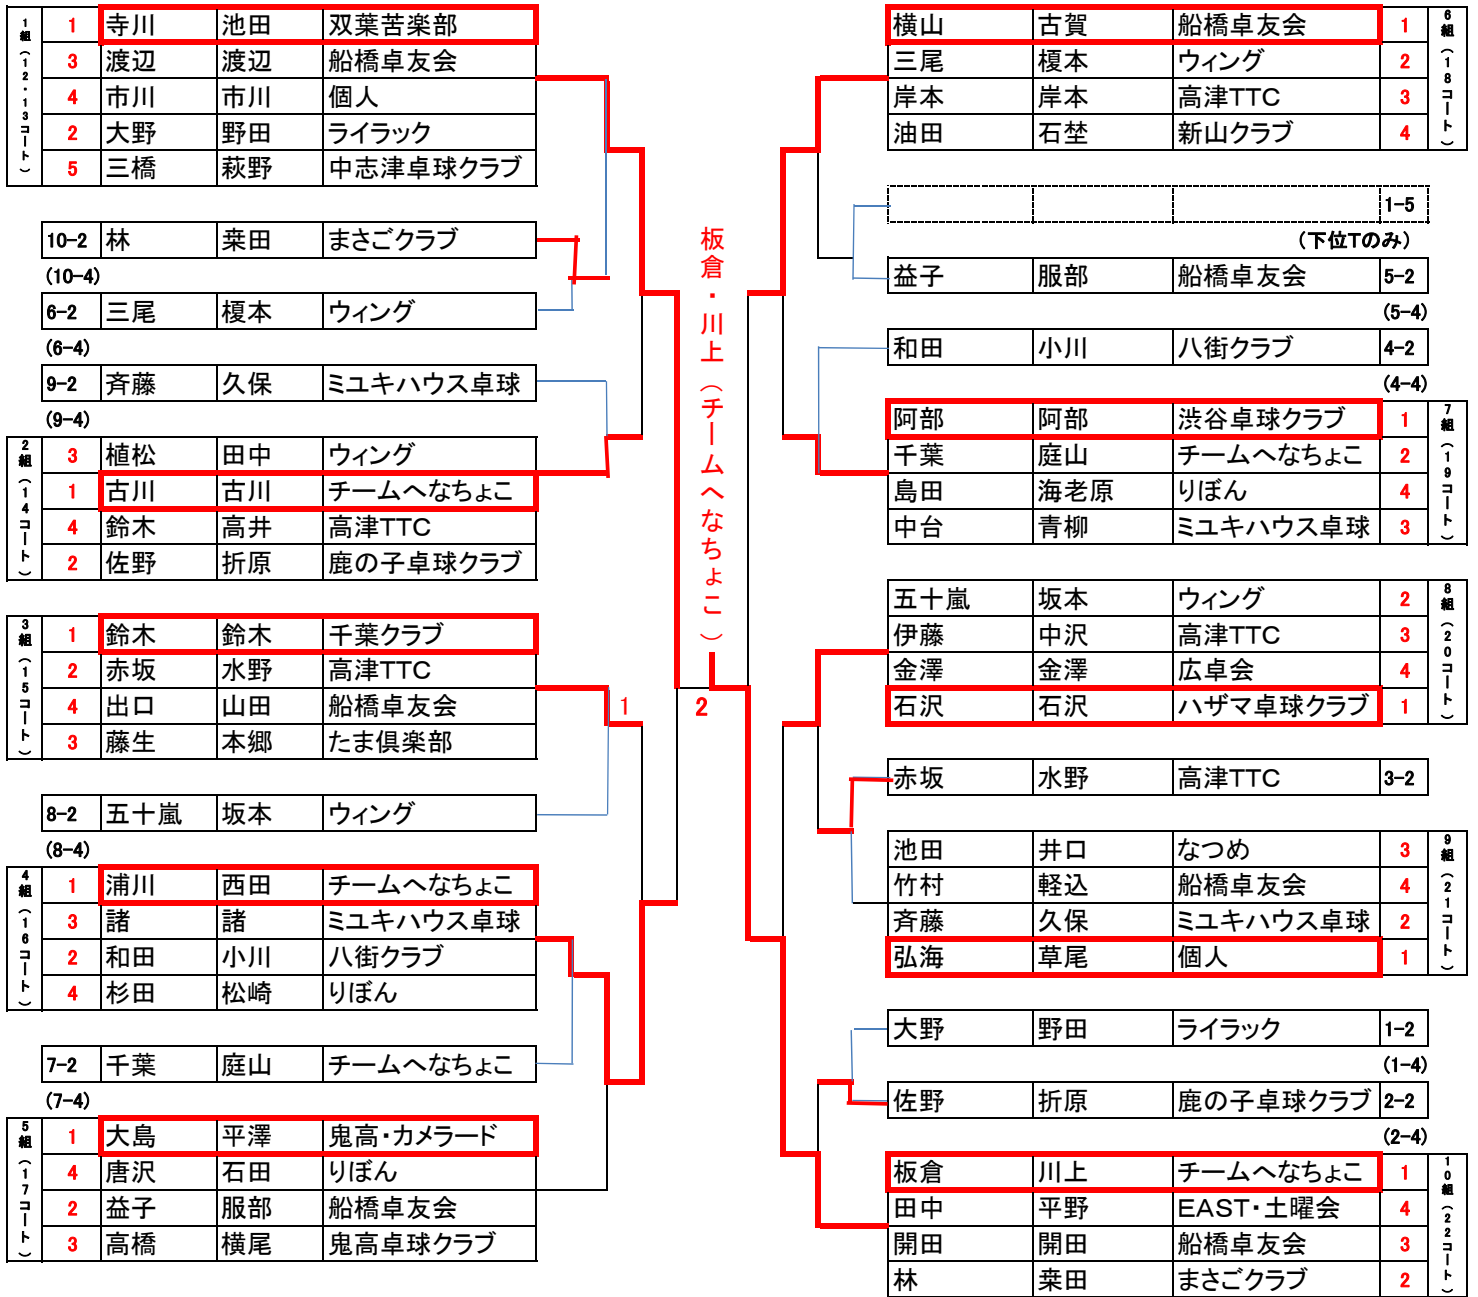 1組（12・13コート）
1 寺川 池田 双葉苦楽部
3 渡辺 渡辺 船橋卓友会
4 市川 市川 個人
2 大野 野田 ライラック
5 三橋 萩野 中志津卓球クラブ
10-2 林 桒田 まさごクラブ
(10-4)
6-2 三尾 榎本 ウィング
(6-4)
9-2 斉藤 久保 ミユキハウス卓球
(9-4)
2組（14コート）
3 植松 田中 ウィング
1 古川 古川 チームへなちょこ
4 鈴木 高井 高津TTC
2 佐野 折原 鹿の子卓球クラブ
3組（15コート）
1 鈴木 鈴木 千葉クラブ
2 赤坂 水野 高津TTC
4 出口 山田 船橋卓友会
3 藤生 本郷 たま倶楽部
8-2 五十嵐 坂本 ウィング
(8-4)
4組（16コート）
1 浦川 西田 チームへなちょこ
3 諸 諸 ミユキハウス卓球
2 和田 小川 八街クラブ
4 杉田 松崎 りぼん
7-2 千葉 庭山 チームへなちょこ
(7-4)
5組（17コート）
1 大島 平澤 鬼高・カメラード
4 唐沢 石田 りぼん
2 益子 服部 船橋卓友会
3 高橋 横尾 鬼高卓球クラブ
板倉・川上（チームへなちょこ）
1
2
6組（18コート）
横山 古賀 船橋卓友会 1
三尾 榎本 ウィング 2
岸本 岸本 高津TTC 3
油田 石埜 新山クラブ 4
1-5
（下位Tのみ）
益子 服部 船橋卓友会 5-2
(5-4)
和田 小川 八街クラブ 4-2
(4-4)
7組（19コート）
阿部 阿部 渋谷卓球クラブ 1
千葉 庭山 チームへなちょこ 2
島田 海老原 りぼん 4
中台 青柳 ミユキハウス卓球 3
8組（20コート）
五十嵐 坂本 ウィング 2
伊藤 中沢 高津TTC 3
金澤 金澤 広卓会 4
石沢 石沢 ハザマ卓球クラブ 1
赤坂 水野 高津TTC 3-2
9組（21コート）
池田 井口 なつめ 3
竹村 軽込 船橋卓友会 4
斉藤 久保 ミユキハウス卓球 2
弘海 草尾 個人 1
大野 野田 ライラック 1-2
(1-4)
佐野 折原 鹿の子卓球クラブ 2-2
(2-4)
10組（22コート）
板倉 川上 チームへなちょこ 1
田中 平野 EAST・土曜会 4
開田 開田 船橋卓友会 3
林 桒田 まさごクラブ 2